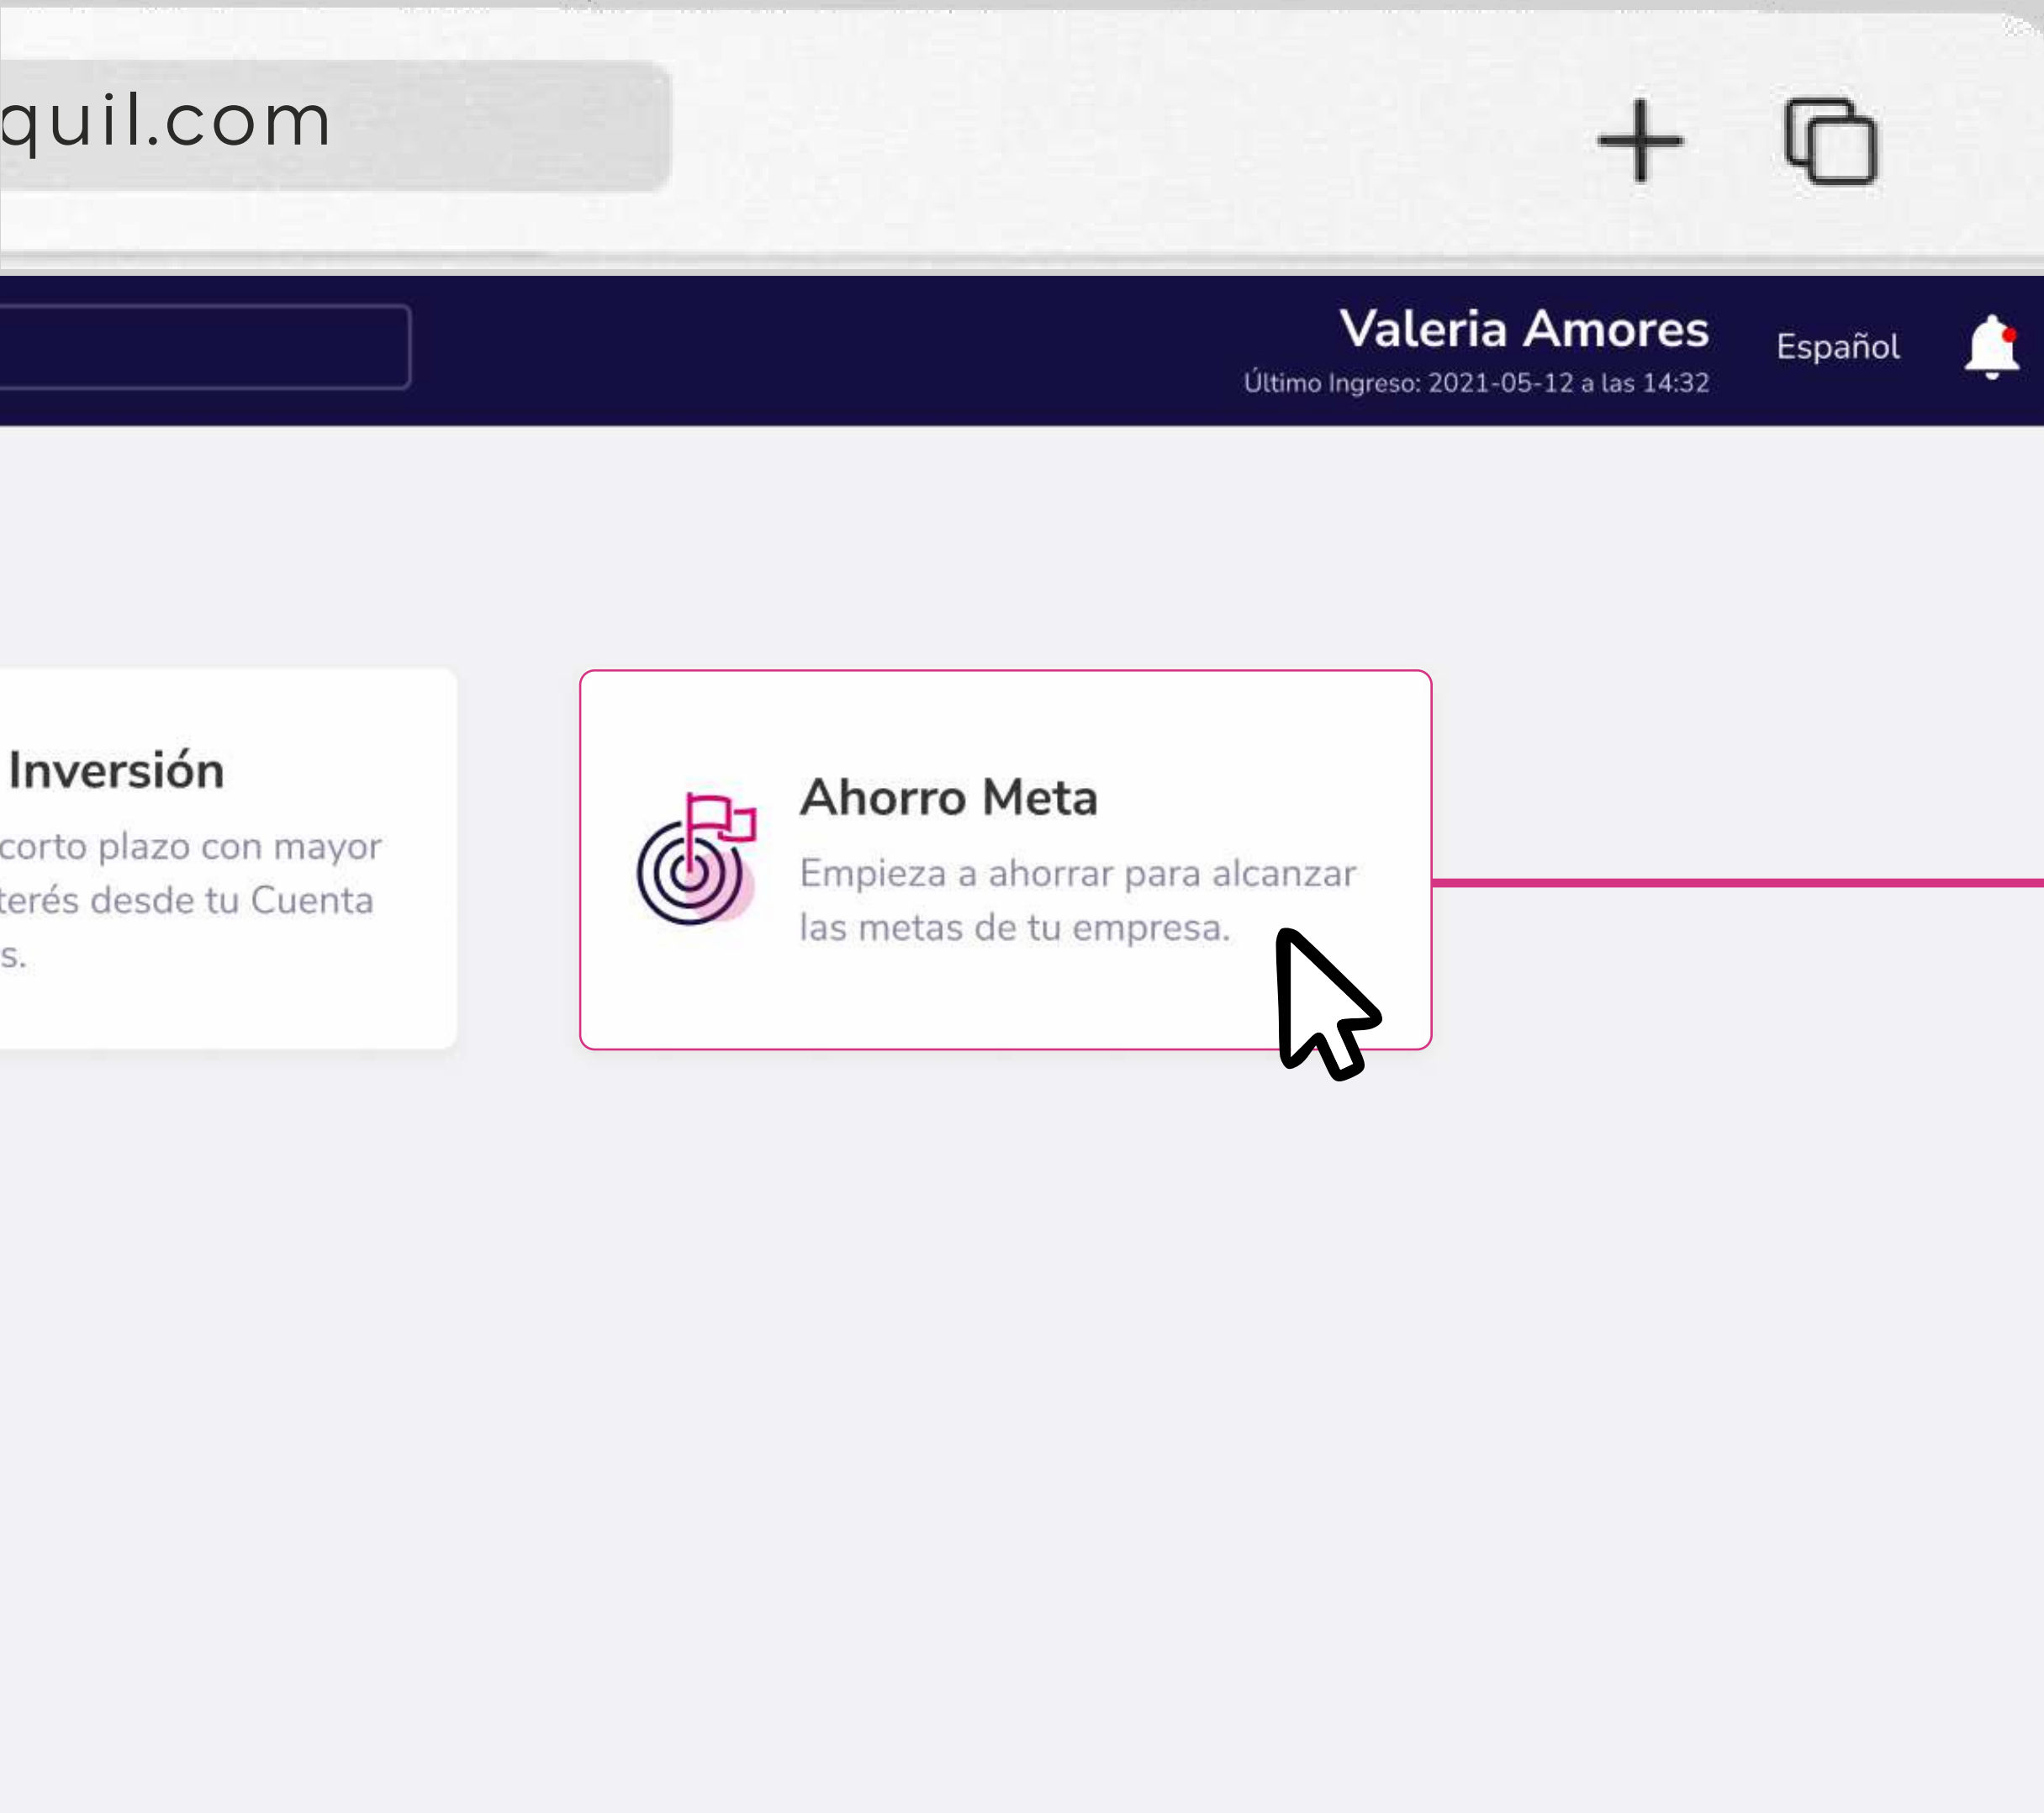 quil.com
Valeria Amores
Español
Último Ingreso: 2021-05-12 a las 14:32
Inversión
corto plazo con mayor
terés desde tu Cuenta
s.
Ahorro Meta
Empieza a ahorrar para alcanzar
las metas de tu empresa.